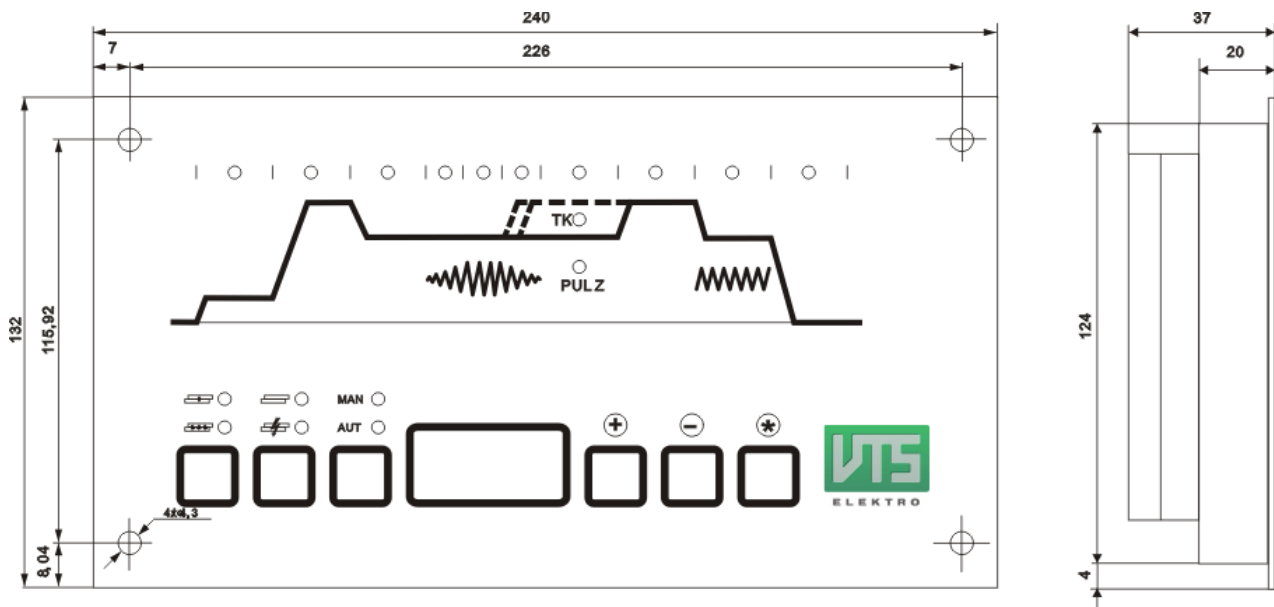 240
37
7
226
20
132
115,92
124
TK
PULZ
MAN
AUT
+
−
*
VTS
ELEKTRO
8,04
4